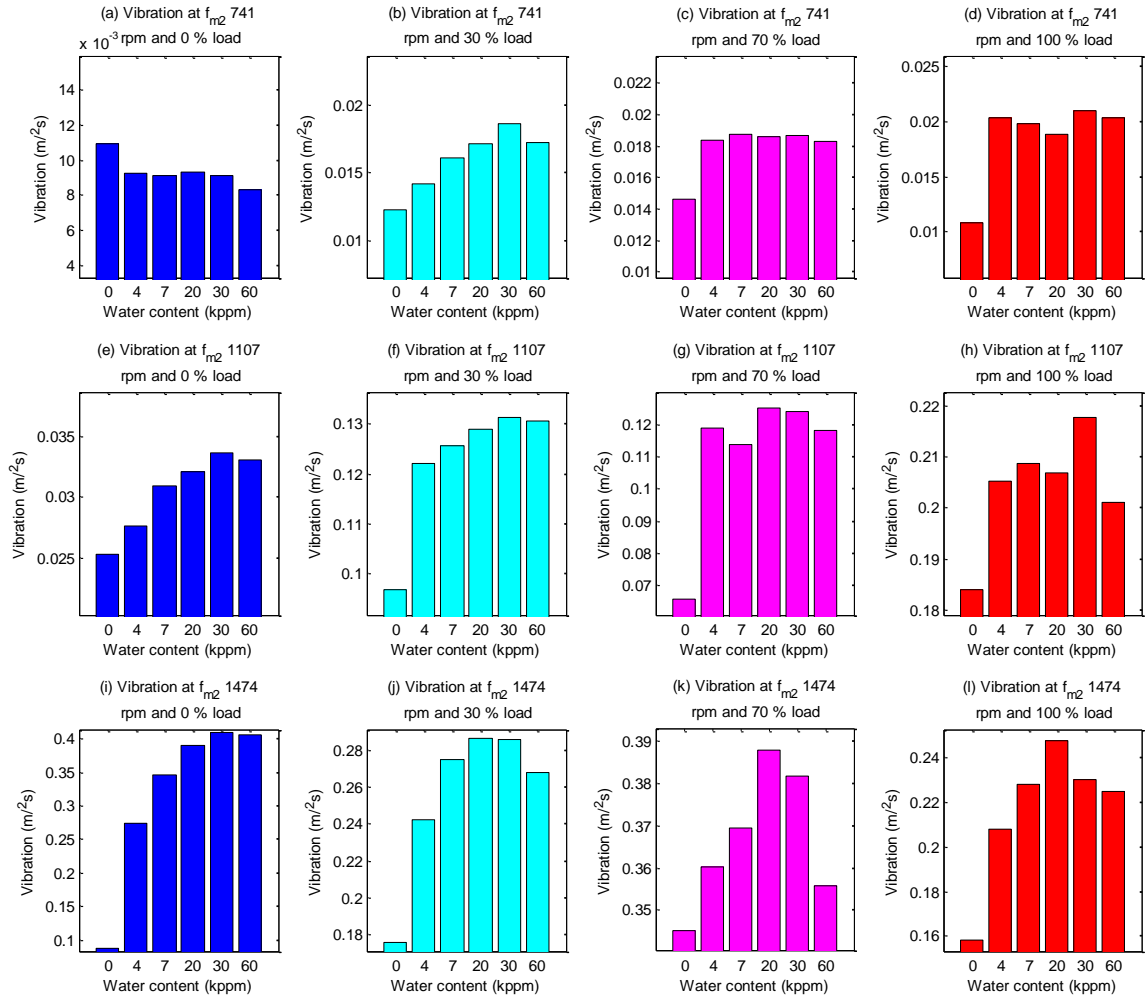 (a) Vibration at f_m2 741
rpm and 0 % load
x 10^-3
14
12
10
8
6
4
Vibration (m/^2s)
0 4 7 20 30 60
Water content (kppm)
(b) Vibration at f_m2 741
rpm and 30 % load
0.02
0.015
0.01
Vibration (m/^2s)
0 4 7 20 30 60
Water content (kppm)
(c) Vibration at f_m2 741
rpm and 70 % load
0.022
0.02
0.018
0.016
0.014
0.012
0.01
Vibration (m/^2s)
0 4 7 20 30 60
Water content (kppm)
(d) Vibration at f_m2 741
rpm and 100 % load
0.025
0.02
0.015
0.01
Vibration (m/^2s)
0 4 7 20 30 60
Water content (kppm)
(e) Vibration at f_m2 1107
rpm and 0 % load
0.035
0.03
0.025
Vibration (m/^2s)
0 4 7 20 30 60
Water content (kppm)
(f) Vibration at f_m2 1107
rpm and 30 % load
0.13
0.12
0.11
0.1
Vibration (m/^2s)
0 4 7 20 30 60
Water content (kppm)
(g) Vibration at f_m2 1107
rpm and 70 % load
0.12
0.11
0.1
0.09
0.08
0.07
Vibration (m/^2s)
0 4 7 20 30 60
Water content (kppm)
(h) Vibration at f_m2 1107
rpm and 100 % load
0.22
0.21
0.2
0.19
0.18
Vibration (m/^2s)
0 4 7 20 30 60
Water content (kppm)
(i) Vibration at f_m2 1474
rpm and 0 % load
0.4
0.35
0.3
0.25
0.2
0.15
0.1
Vibration (m/^2s)
0 4 7 20 30 60
Water content (kppm)
(j) Vibration at f_m2 1474
rpm and 30 % load
0.28
0.26
0.24
0.22
0.2
0.18
Vibration (m/^2s)
0 4 7 20 30 60
Water content (kppm)
(k) Vibration at f_m2 1474
rpm and 70 % load
0.39
0.38
0.37
0.36
0.35
Vibration (m/^2s)
0 4 7 20 30 60
Water content (kppm)
(l) Vibration at f_m2 1474
rpm and 100 % load
0.24
0.22
0.2
0.18
0.16
Vibration (m/^2s)
0 4 7 20 30 60
Water content (kppm)